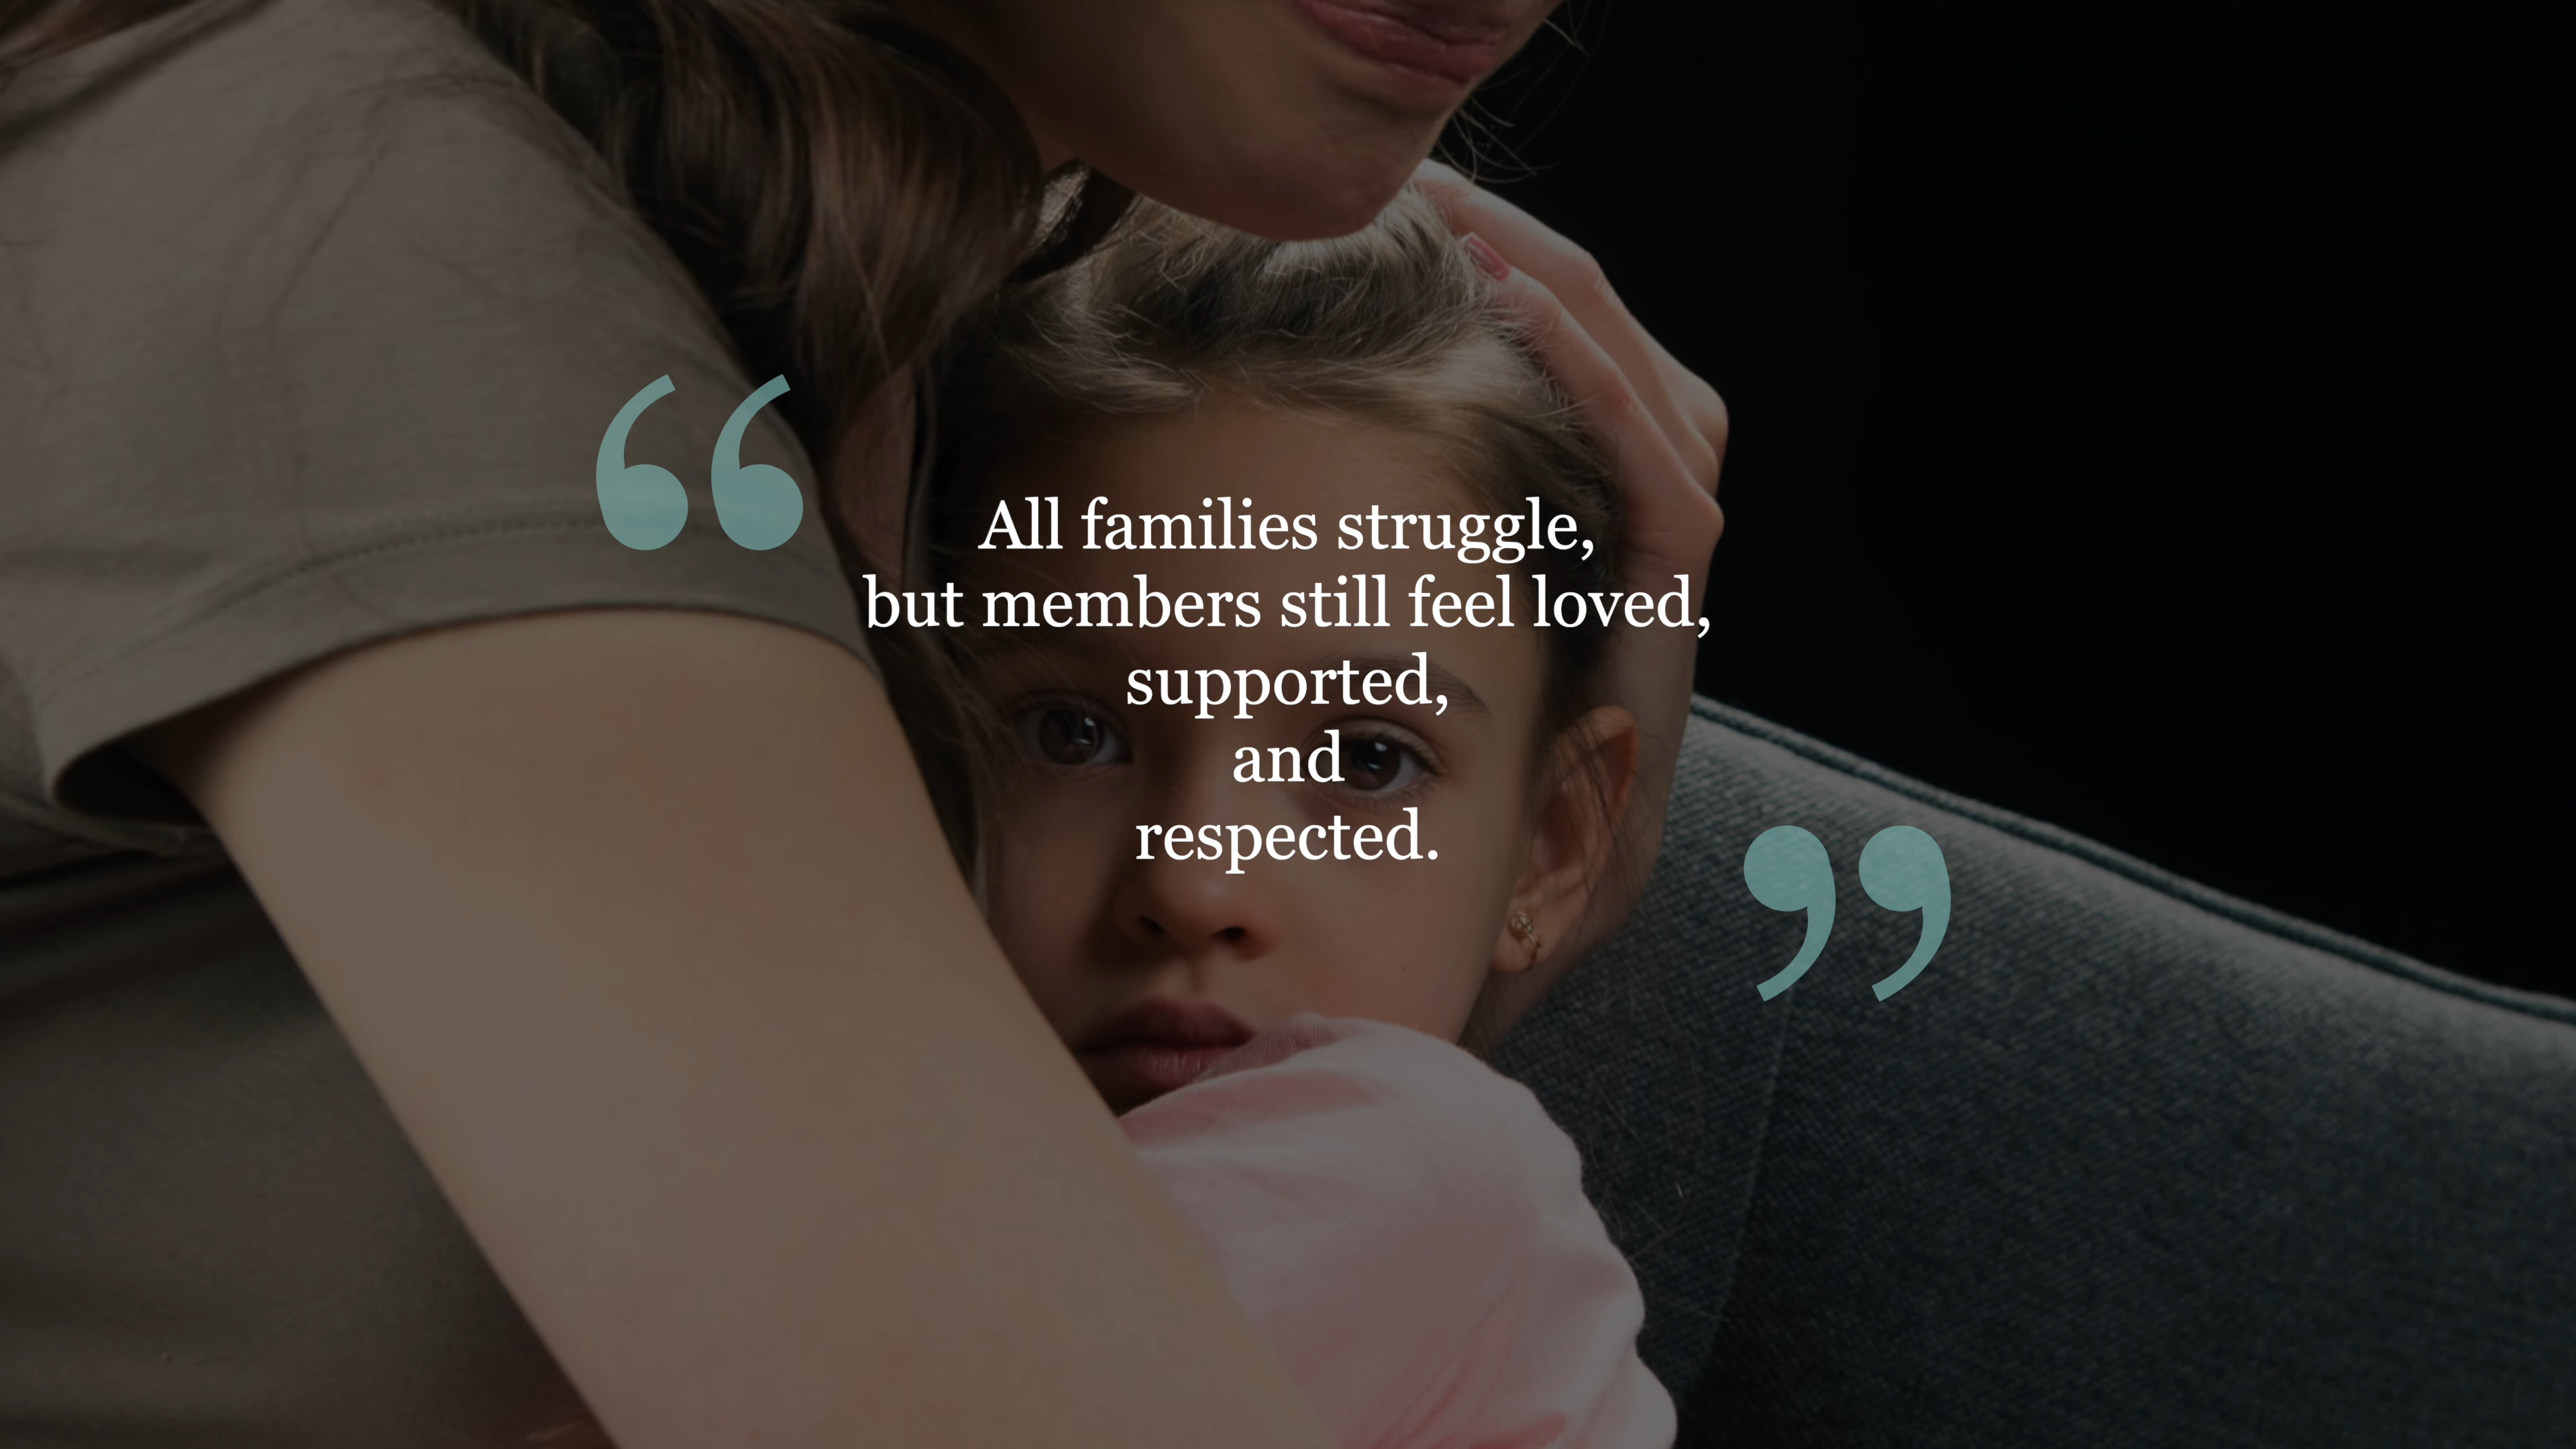 “
All families struggle,
but members still feel loved,
supported,
and
respected.
”